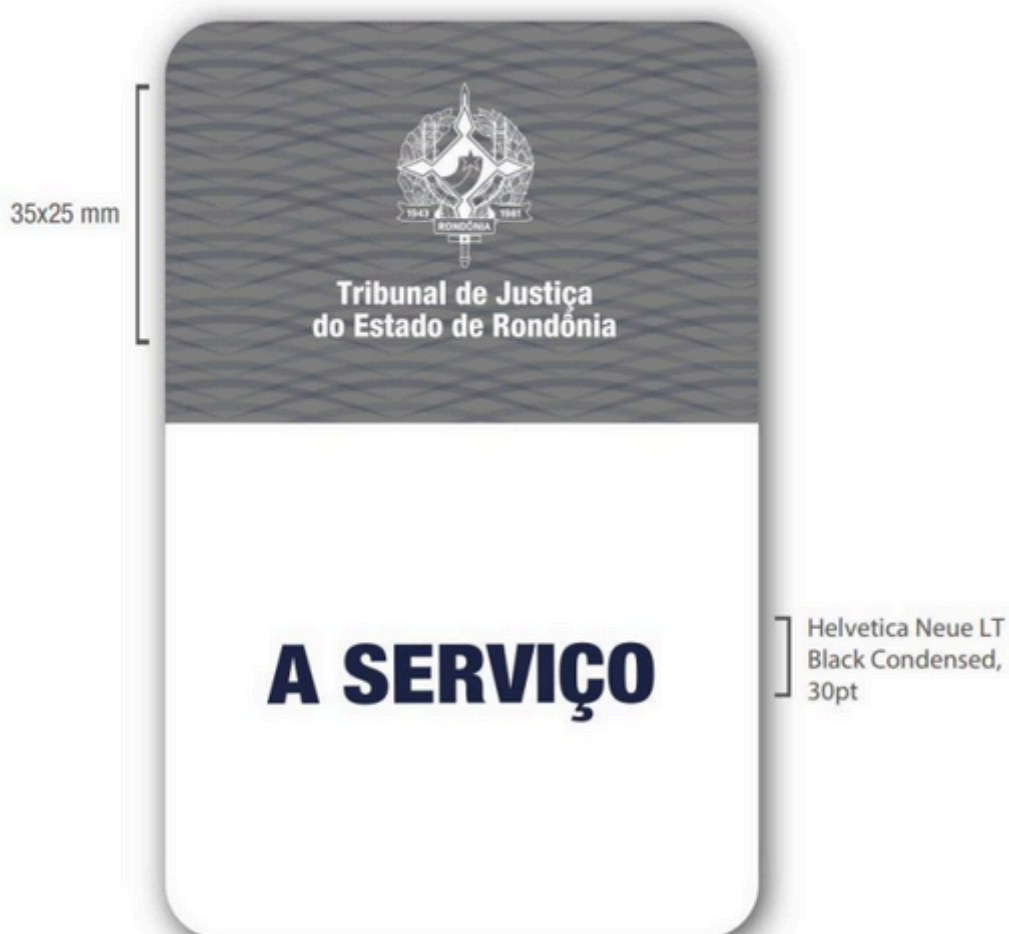 35x25 mm
1943 1981
RONDÔNIA
Tribunal de Justiça
do Estado de Rondônia
A SERVIÇO
Helvetica Neue LT
Black Condensed,
30pt